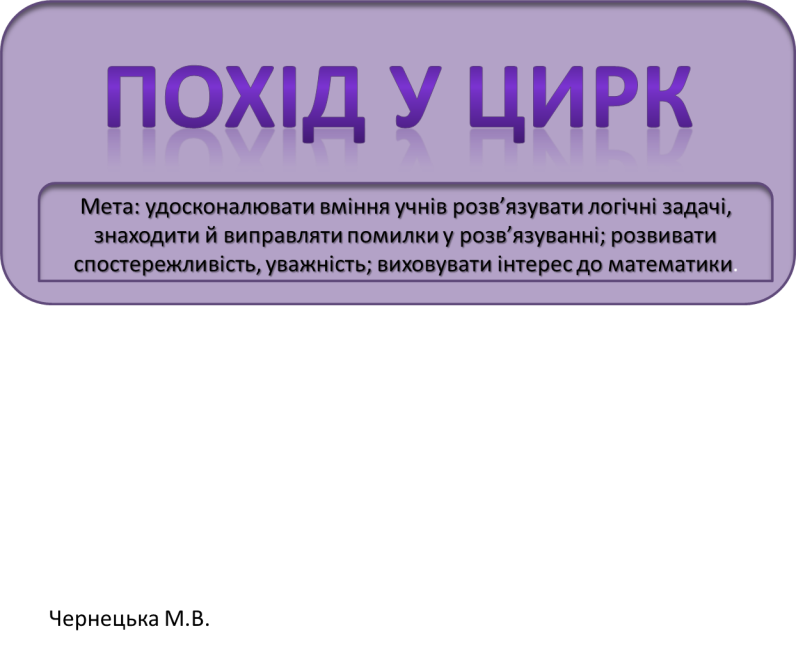 ПОХІД У ЦИРК
Мета: удосконалювати вміння учнів розв’язувати логічні задачі,
знаходити й виправляти помилки у розв’язуванні; розвивати
спостережливість, уважність; виховувати інтерес до математики.
Чернецька М.В.